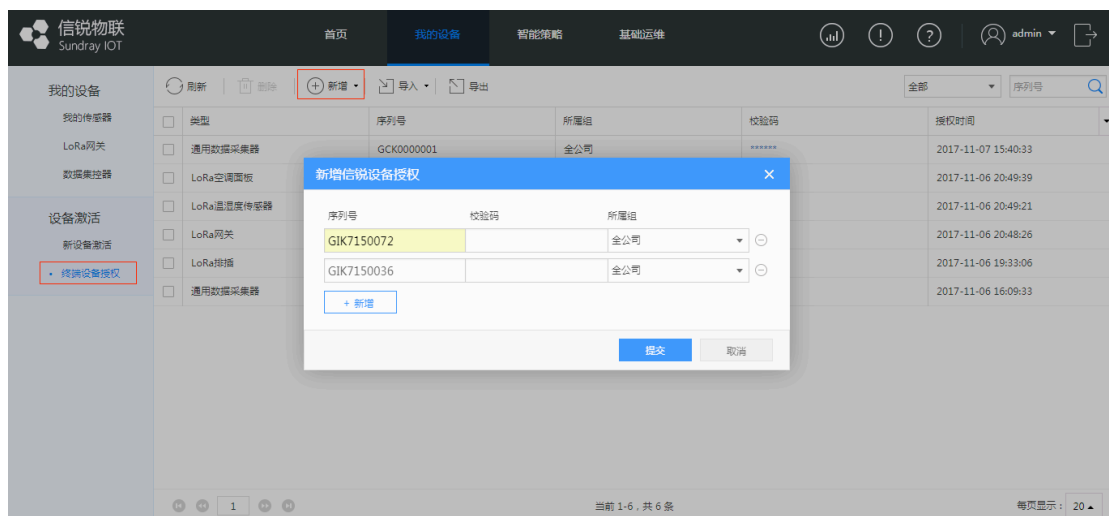 信锐物联
Sundray IOT
首页 我的设备 智能策略 基础运维 admin
我的设备
我的传感器
LoRa网关
数据集控器
设备激活
新设备激活
终端设备授权
刷新 删除 新增 导入 导出 全部 序列号
类型 序列号 所属组 校验码 授权时间
通用数据采集器 GCK0000001 全公司 ****** 2017-11-07 15:40:33
LoRa空调面板 2017-11-06 20:49:39
LoRa温湿度传感器 2017-11-06 20:49:21
LoRa网关 2017-11-06 20:48:26
LoRa排插 2017-11-06 19:33:06
通用数据采集器 2017-11-06 16:09:33
新增信锐设备授权
序列号 校验码 所属组
GIK7150072 全公司
GIK7150036 全公司
+ 新增
提交 取消
1 当前 1-6，共 6 条 每页显示： 20